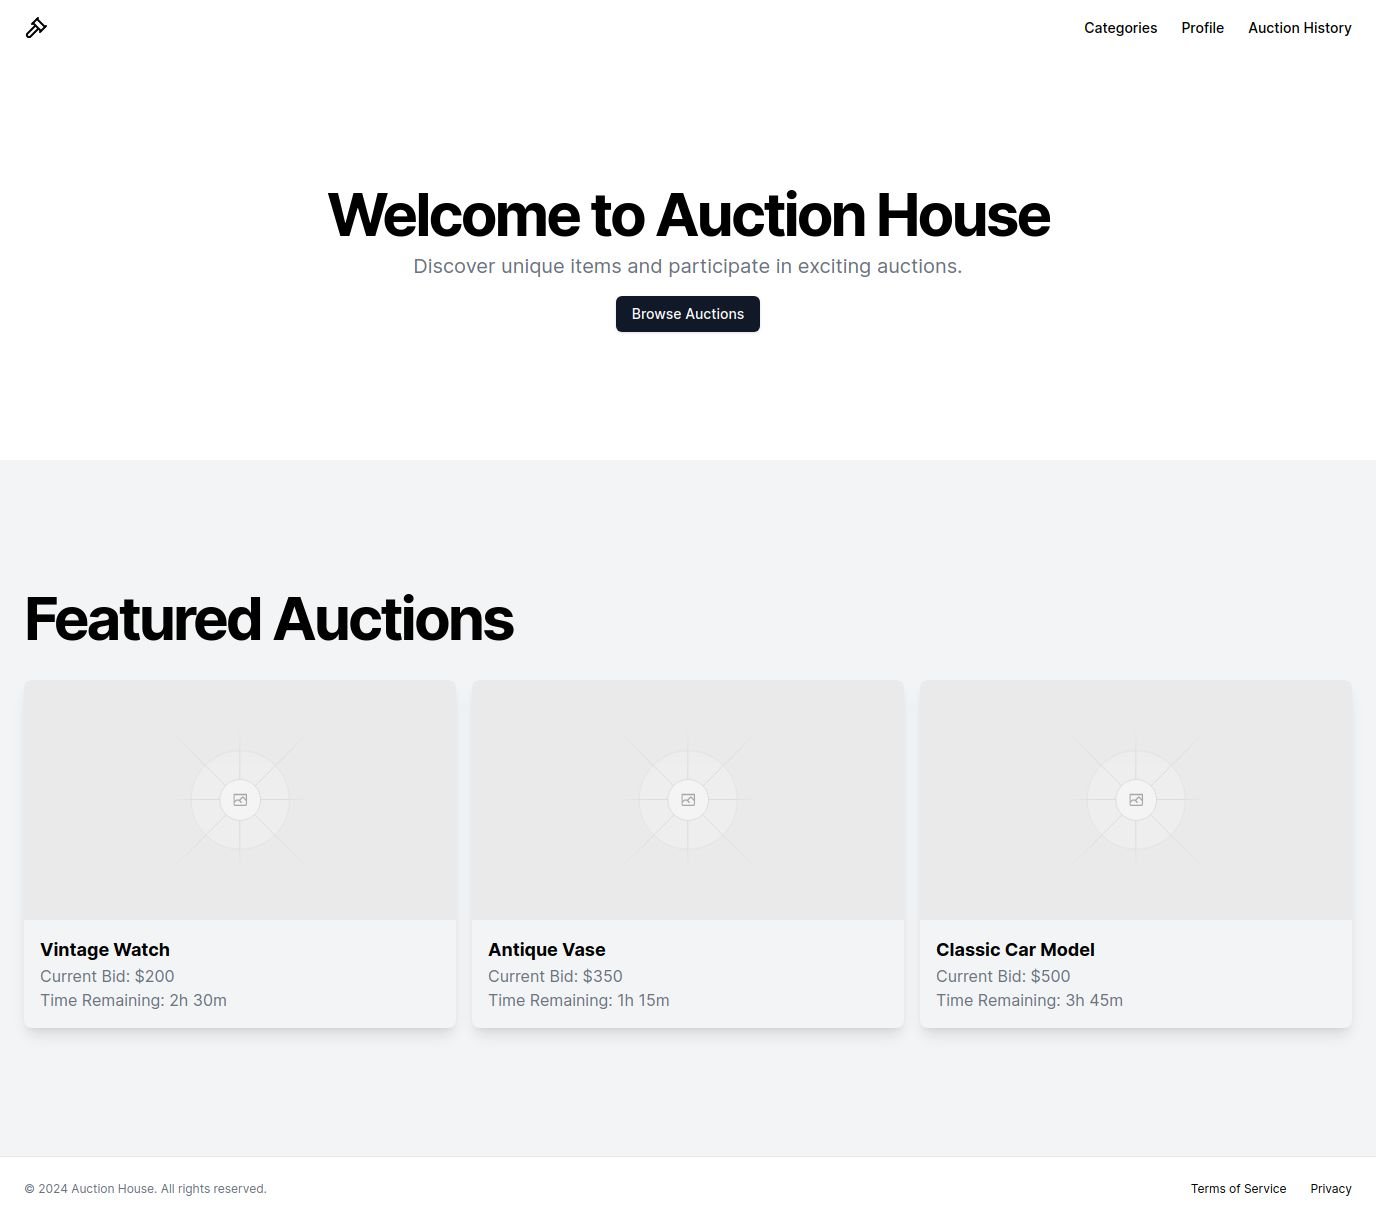 Categories Profile Auction History
Welcome to Auction House
Discover unique items and participate in exciting auctions.
Browse Auctions
Featured Auctions
Vintage Watch
Current Bid: $200
Time Remaining: 2h 30m
Antique Vase
Current Bid: $350
Time Remaining: 1h 15m
Classic Car Model
Current Bid: $500
Time Remaining: 3h 45m
© 2024 Auction House. All rights reserved.
Terms of Service Privacy